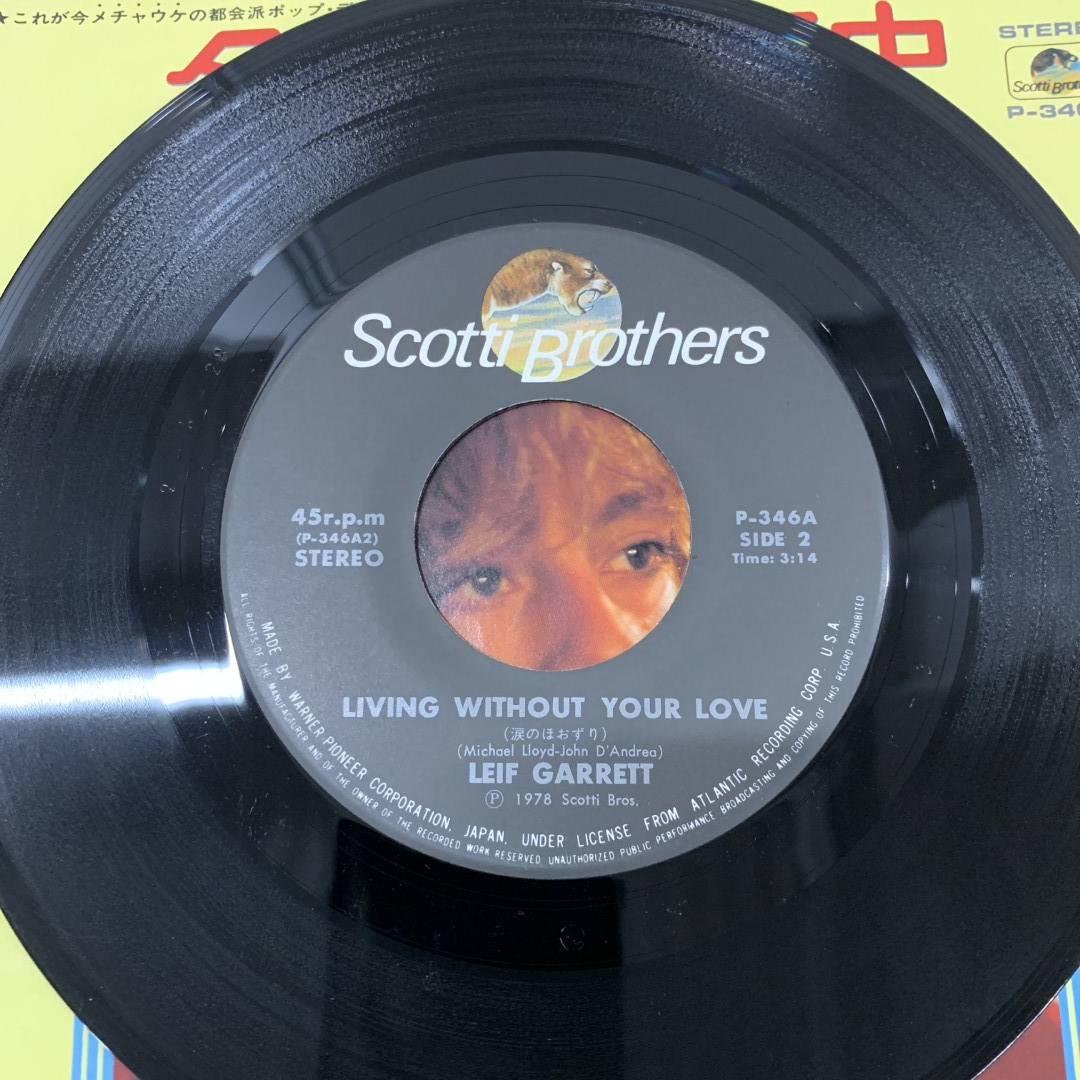 ★これが今メチャウケの都会派ポップ・デ
中
STERE
Scotti Brot
P-346
Scotti Brothers
45r.p.m
(P-346A2)
STEREO
P-346A
SIDE 2
Time: 3:14
LIVING WITHOUT YOUR LOVE
(涙のほおずり)
(Michael Lloyd-John D'Andrea)
LEIF GARRETT
Ⓟ 1978 Scotti Bros.
MADE BY WARNER-PIONEER CORPORATION, JAPAN, UNDER LICENSE FROM ATLANTIC RECORDING CORP. U.S.A.
ALL RIGHTS OF THE MANUFACTURER AND OF THE OWNER OF THE RECORDED WORK RESERVED. UNAUTHORIZED PUBLIC PERFORMANCE BROADCASTING AND COPYING OF THIS RECORD PROHIBITED